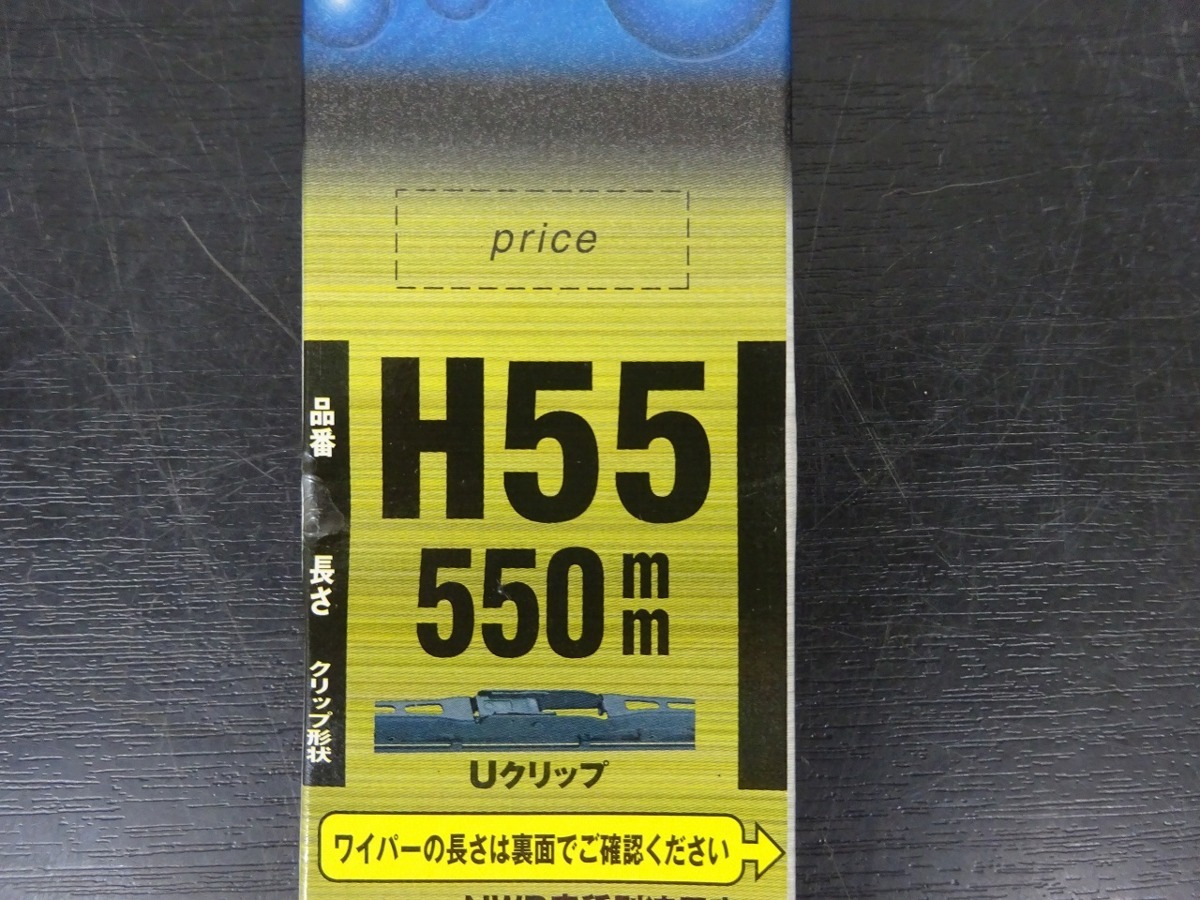 price
品番
H55
長さ
550mm
クリップ形状
Uクリップ
ワイパーの長さは裏面でご確認ください